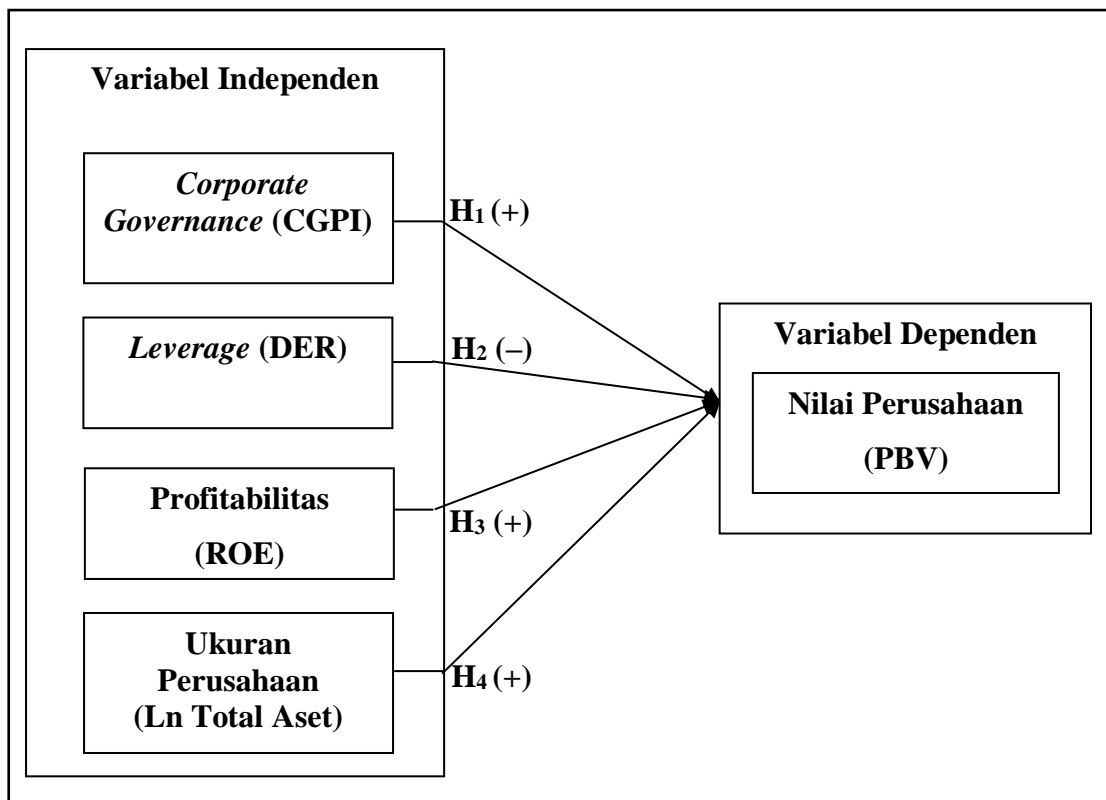 Variabel Independen
Corporate
Governance (CGPI)
H1 (+)
Leverage (DER)
H2 (−)
Profitabilitas
(ROE)
H3 (+)
Ukuran
Perusahaan
(Ln Total Aset)
H4 (+)
Variabel Dependen
Nilai Perusahaan
(PBV)